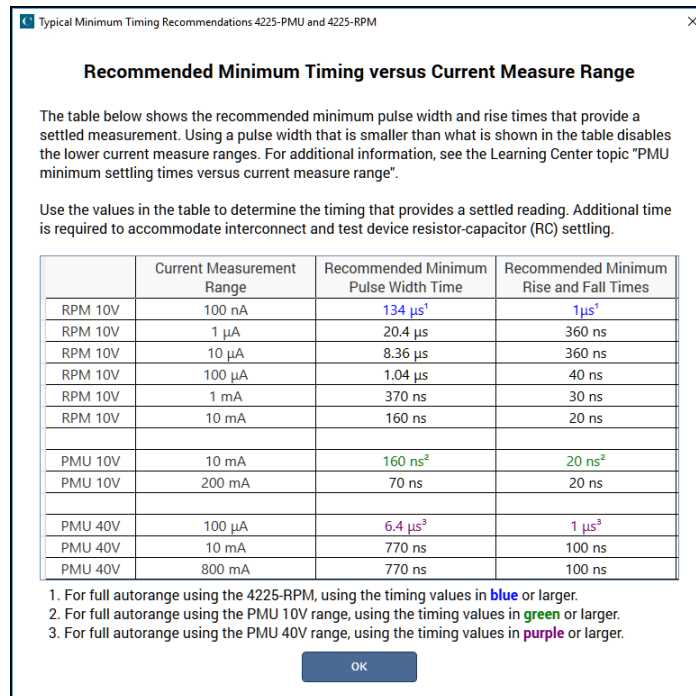 Typical Minimum Timing Recommendations 4225-PMU and 4225-RPM
Recommended Minimum Timing versus Current Measure Range
The table below shows the recommended minimum pulse width and rise times that provide a
settled measurement. Using a pulse width that is smaller than what is shown in the table disables
the lower current measure ranges. For additional information, see the Learning Center topic "PMU
minimum settling times versus current measure range".
Use the values in the table to determine the timing that provides a settled reading. Additional time
is required to accommodate interconnect and test device resistor-capacitor (RC) settling.
Current Measurement Recommended Minimum Recommended Minimum
Range Pulse Width Time Rise and Fall Times
RPM 10V 100 nA 134 µs¹ 1µs¹
RPM 10V 1 µA 20.4 µs 360 ns
RPM 10V 10 µA 8.36 µs 360 ns
RPM 10V 100 µA 1.04 µs 40 ns
RPM 10V 1 mA 370 ns 30 ns
RPM 10V 10 mA 160 ns 20 ns
PMU 10V 10 mA 160 ns² 20 ns²
PMU 10V 200 mA 70 ns 20 ns
PMU 40V 100 µA 6.4 µs³ 1 µs³
PMU 40V 10 mA 770 ns 100 ns
PMU 40V 800 mA 770 ns 100 ns
1. For full autorange using the 4225-RPM, using the timing values in blue or larger.
2. For full autorange using the PMU 10V range, using the timing values in green or larger.
3. For full autorange using the PMU 40V range, using the timing values in purple or larger.
OK